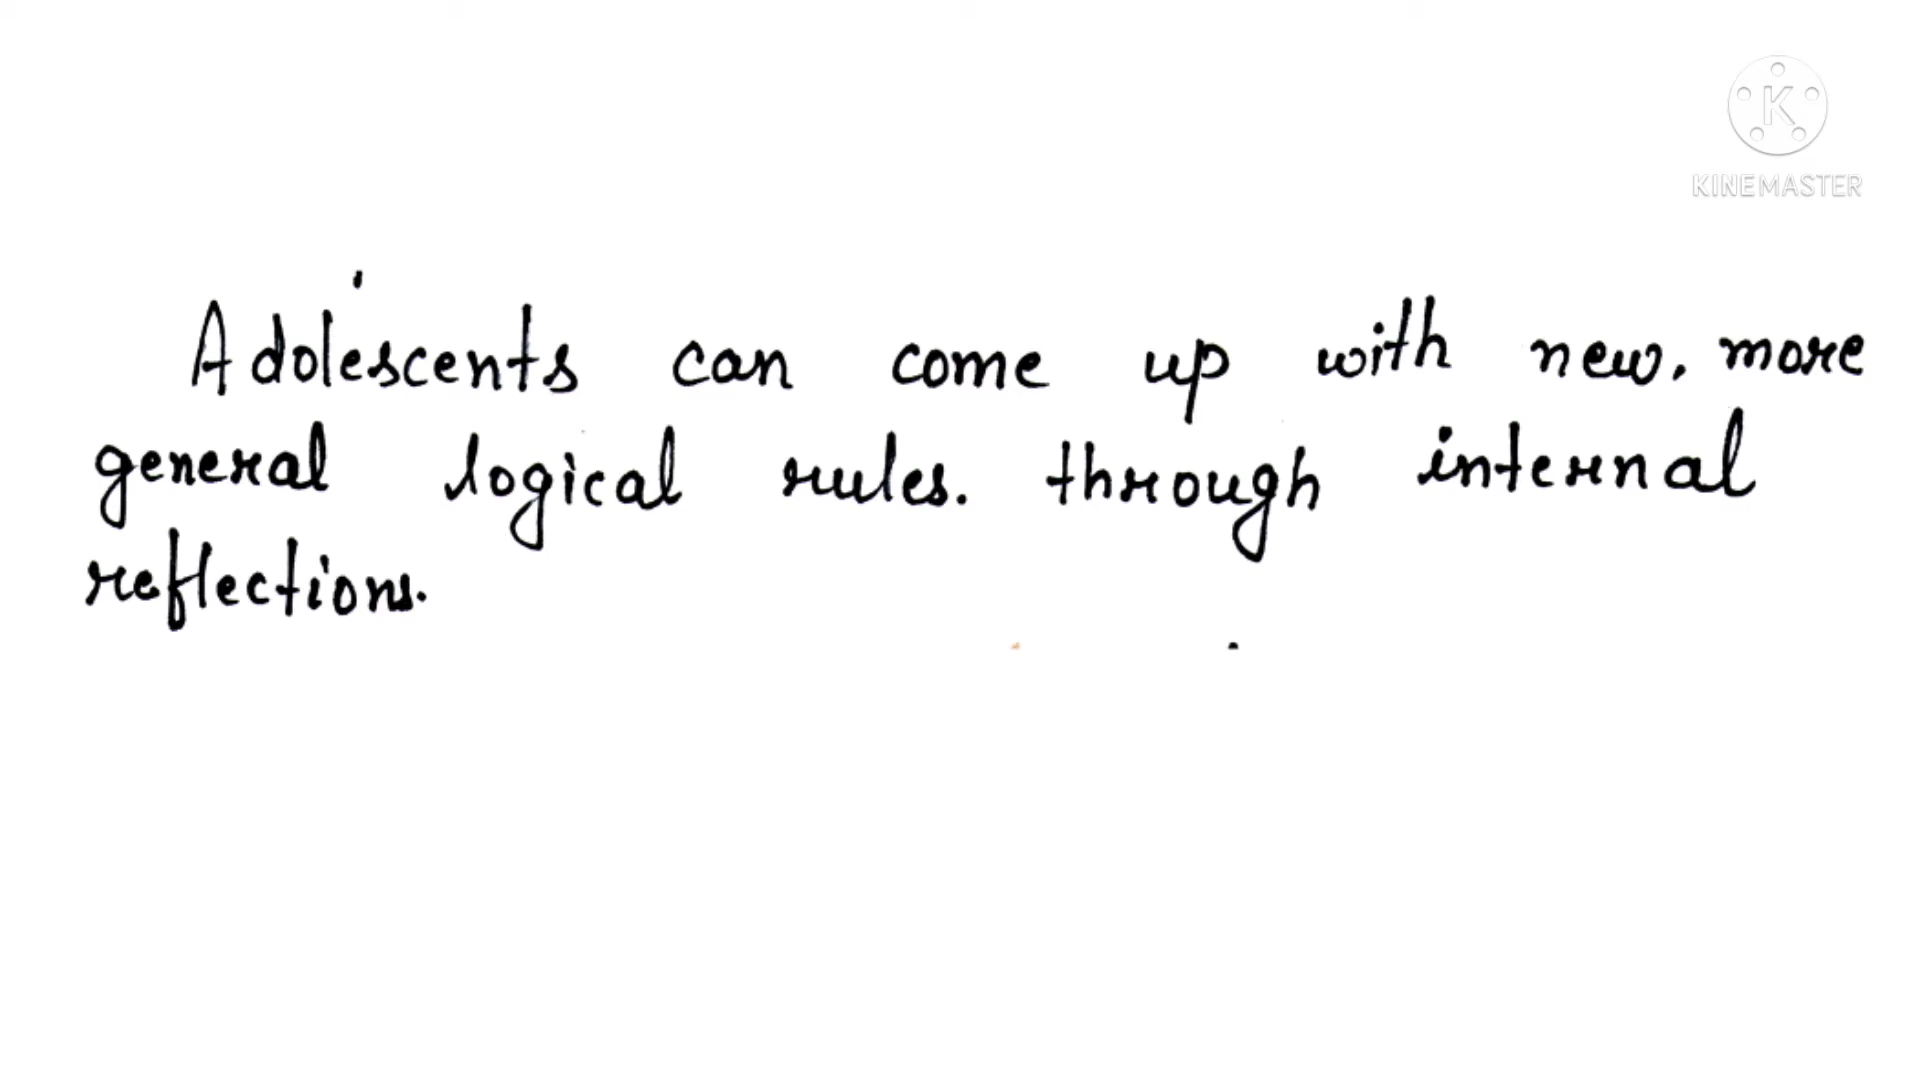 K
KINEMASTER
Adolescents can come up with new, more
general logical rules. through internal
reflections.